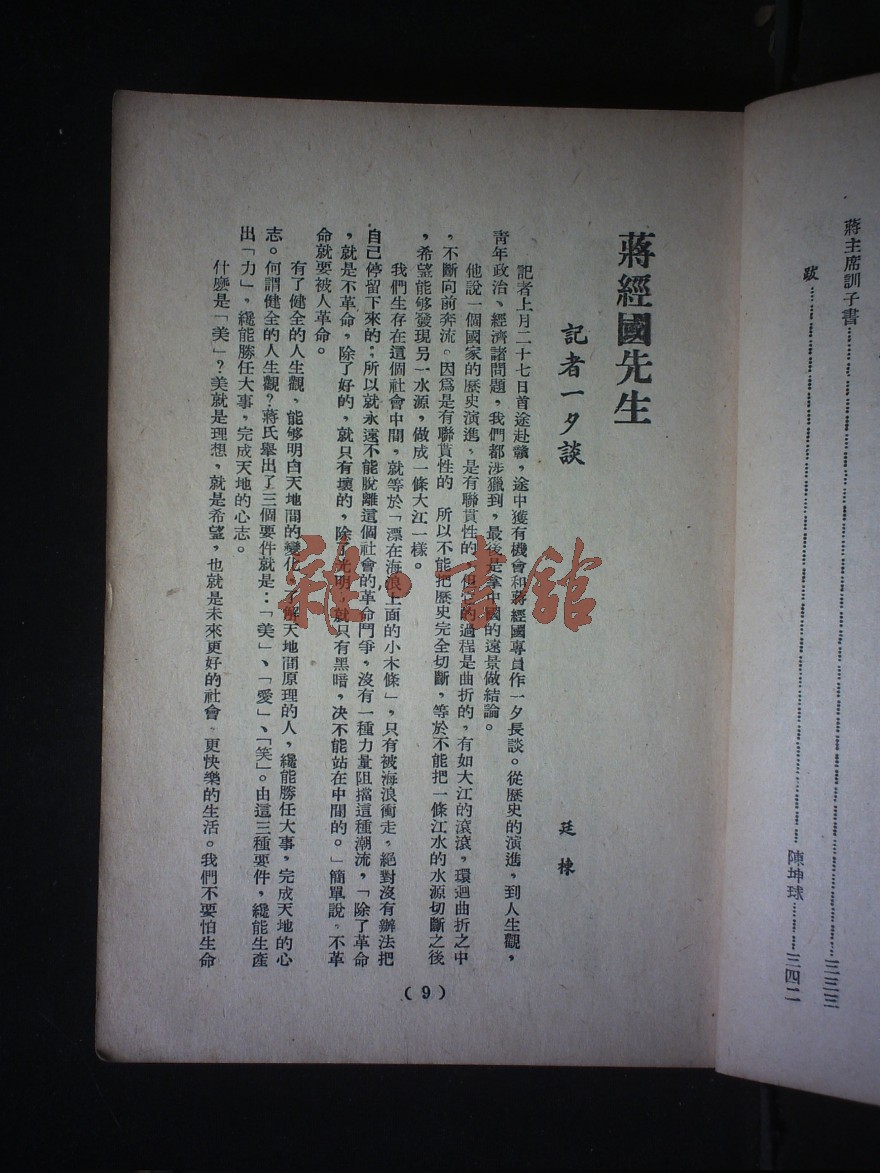 蔣主席訓子書……………三三三
跋……………陳坤球……………三四二
蔣經國先生
記者一夕談
廷棟
記者上月二十七日首途赴贛，途中獲有機會和蔣經國專員作一夕長談。從歷史的演進，到人生觀，
青年政治、經濟諸問題，我們都涉獵到，最後是拿中國的遠景做結論。
他說一個國家的歷史演進，是有聯貫性的，但它的過程是曲折的，有如大江的滾滾，環迴曲折之中
，不斷向前奔流。因爲是有聯貫性的 所以不能把歷史完全切斷，等於不能把一條江水的水源切斷之後
，希望能够發現另一水源，做成一條大江一樣。
我們生存在這個社會中間，就等於「漂在海浪上面的小木條」，只有被海浪衝走，絕對沒有辦法把
自己停留下來的；所以就永遠不能脫離這個社會的革命鬥爭，沒有一種力量阻擋這種潮流，「除了革命
，就是不革命，除了好的，就只有壞的，除了光明，就只有黑暗，决不能站在中間的。」簡單說，不革
命就要被人革命。
有了健全的人生觀，能够明白天地間的變化，了解天地間原理的人，纔能勝任大事，完成天地的心
志。何謂健全的人生觀？蔣氏舉出了三個要件就是：「美」、「愛」、「笑」。由這三種要件，纔能生產
出「力」，纔能勝任大事，完成天地的心志。
什麽是「美」？美就是理想，就是希望，也就是未來更好的社會，更快樂的生活。我們不要怕生命
（9）
雜·書館